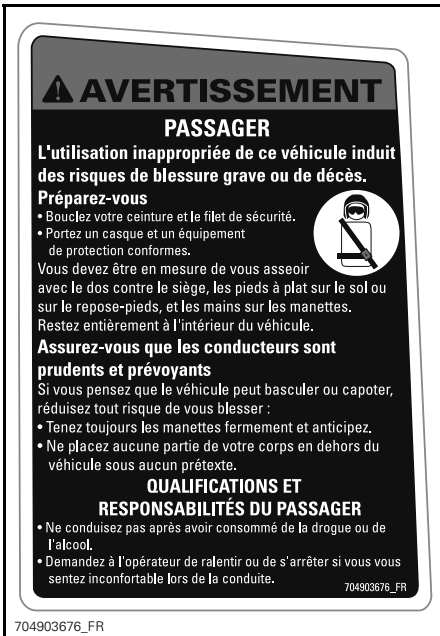 AVERTISSEMENT
PASSAGER
L'utilisation inappropriée de ce véhicule induit
des risques de blessure grave ou de décès.
Préparez-vous
• Bouclez votre ceinture et le filet de sécurité.
• Portez un casque et un équipement
de protection conformes.
Vous devez être en mesure de vous asseoir
avec le dos contre le siège, les pieds à plat sur le sol ou
sur le repose-pieds, et les mains sur les manettes.
Restez entièrement à l'intérieur du véhicule.
Assurez-vous que les conducteurs sont
prudents et prévoyants
Si vous pensez que le véhicule peut basculer ou capoter,
réduisez tout risque de vous blesser :
• Tenez toujours les manettes fermement et anticipez.
• Ne placez aucune partie de votre corps en dehors du
véhicule sous aucun prétexte.
QUALIFICATIONS ET
RESPONSABILITÉS DU PASSAGER
• Ne conduisez pas après avoir consommé de la drogue ou de
l'alcool.
• Demandez à l'opérateur de ralentir ou de s'arrêter si vous vous
sentez inconfortable lors de la conduite.
704903676_FR
704903676_FR